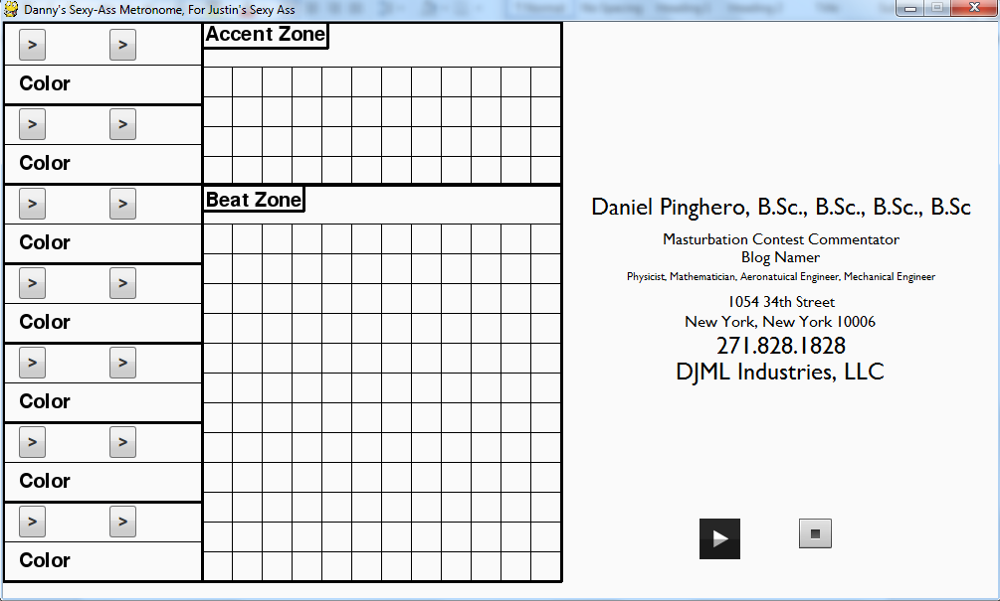 Danny's Sexy-Ass Metronome, For Justin's Sexy Ass
> >
Color
> >
Color
> >
Color
> >
Color
> >
Color
> >
Color
> >
Color
Accent Zone
Beat Zone
Daniel Pinghero, B.Sc., B.Sc., B.Sc., B.Sc
Masturbation Contest Commentator
Blog Namer
Physicist, Mathematician, Aeronatuical Engineer, Mechanical Engineer
1054 34th Street
New York, New York 10006
271.828.1828
DJML Industries, LLC